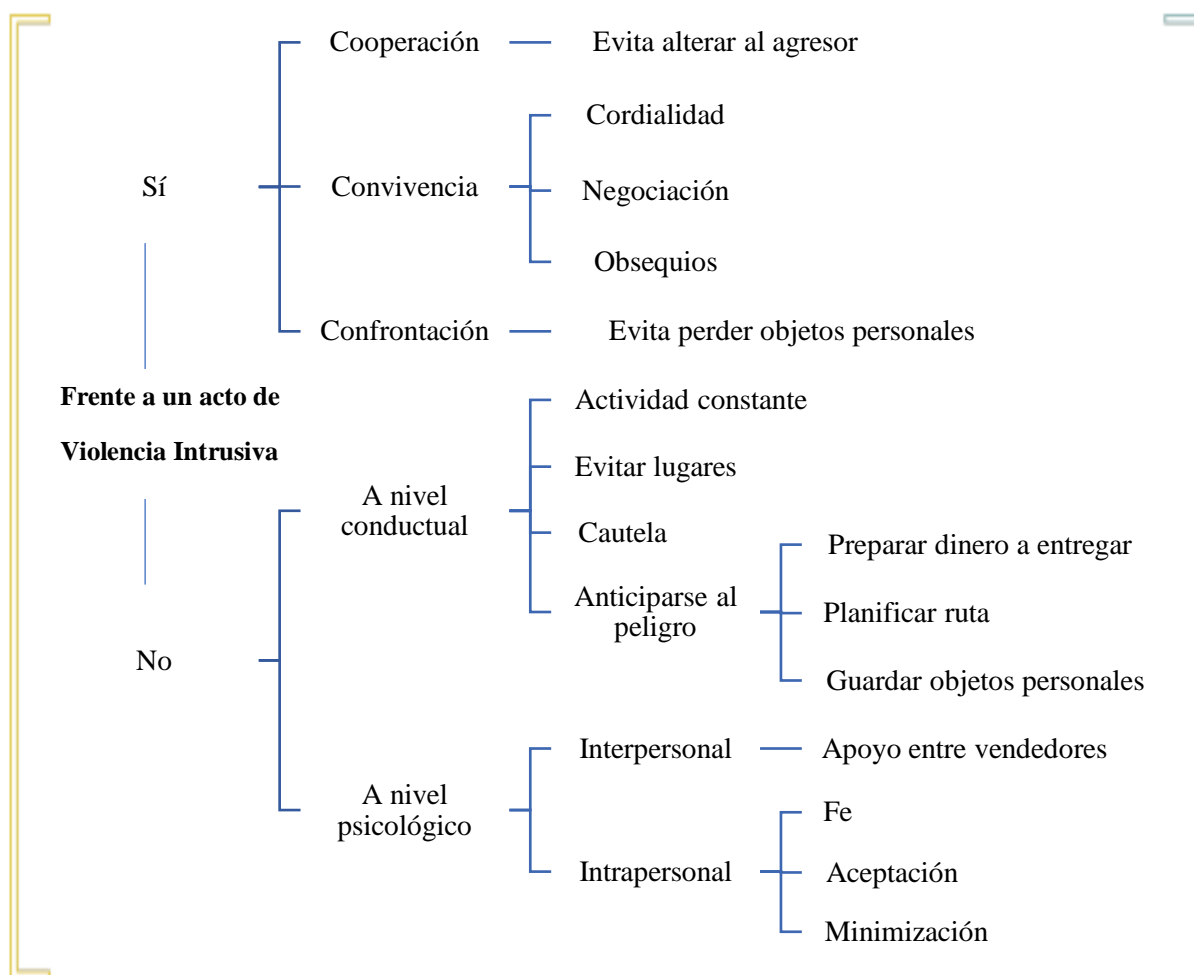 Cooperación
Evita alterar al agresor
Cordialidad
Sí
Convivencia
Negociación
Obsequios
Confrontación
Evita perder objetos personales
Frente a un acto de
Violencia Intrusiva
Actividad constante
Evitar lugares
A nivel
conductual
Cautela
Anticiparse al
peligro
Preparar dinero a entregar
Planificar ruta
Guardar objetos personales
No
A nivel
psicológico
Interpersonal
Apoyo entre vendedores
Intrapersonal
Fe
Aceptación
Minimización